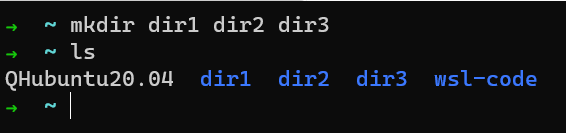 ➜  ~ mkdir dir1 dir2 dir3
➜  ~ ls
QHubuntu20.04  dir1  dir2  dir3  wsl-code
➜  ~